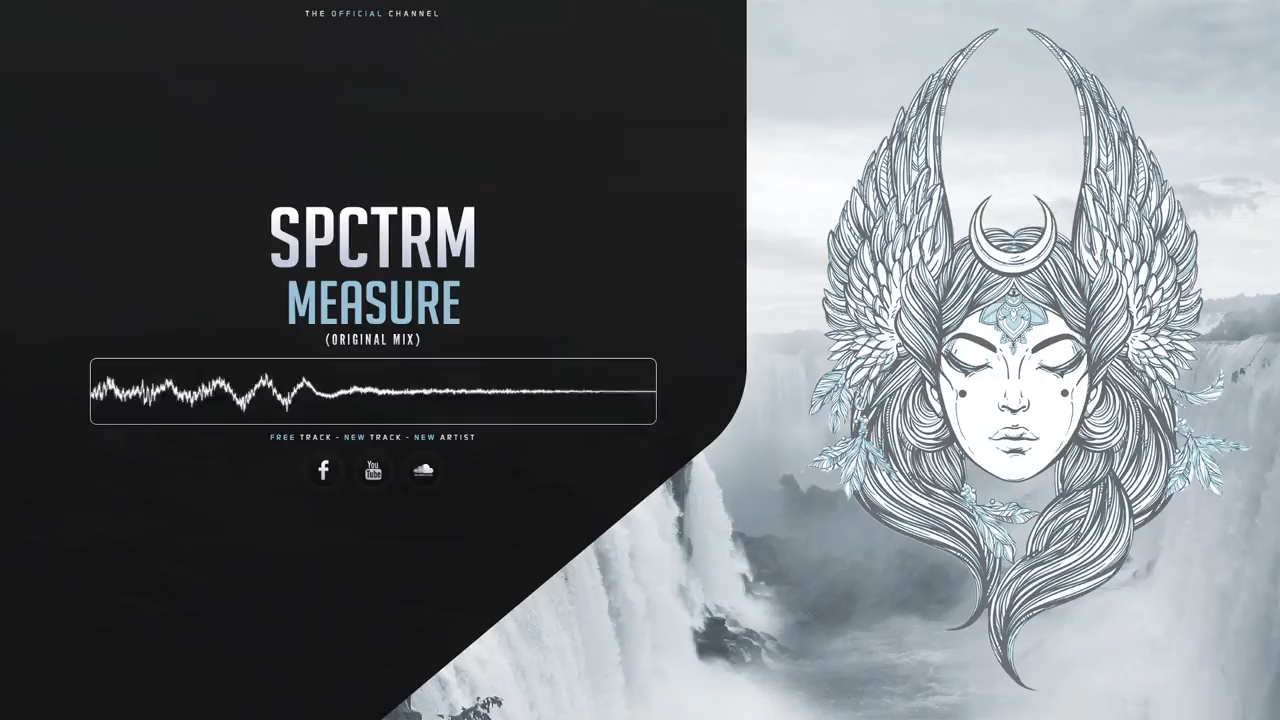 THE OFFICIAL CHANNEL
SPCTRM
MEASURE
(ORIGINAL MIX)
FREE TRACK - NEW TRACK - NEW ARTIST
f
You
Tube